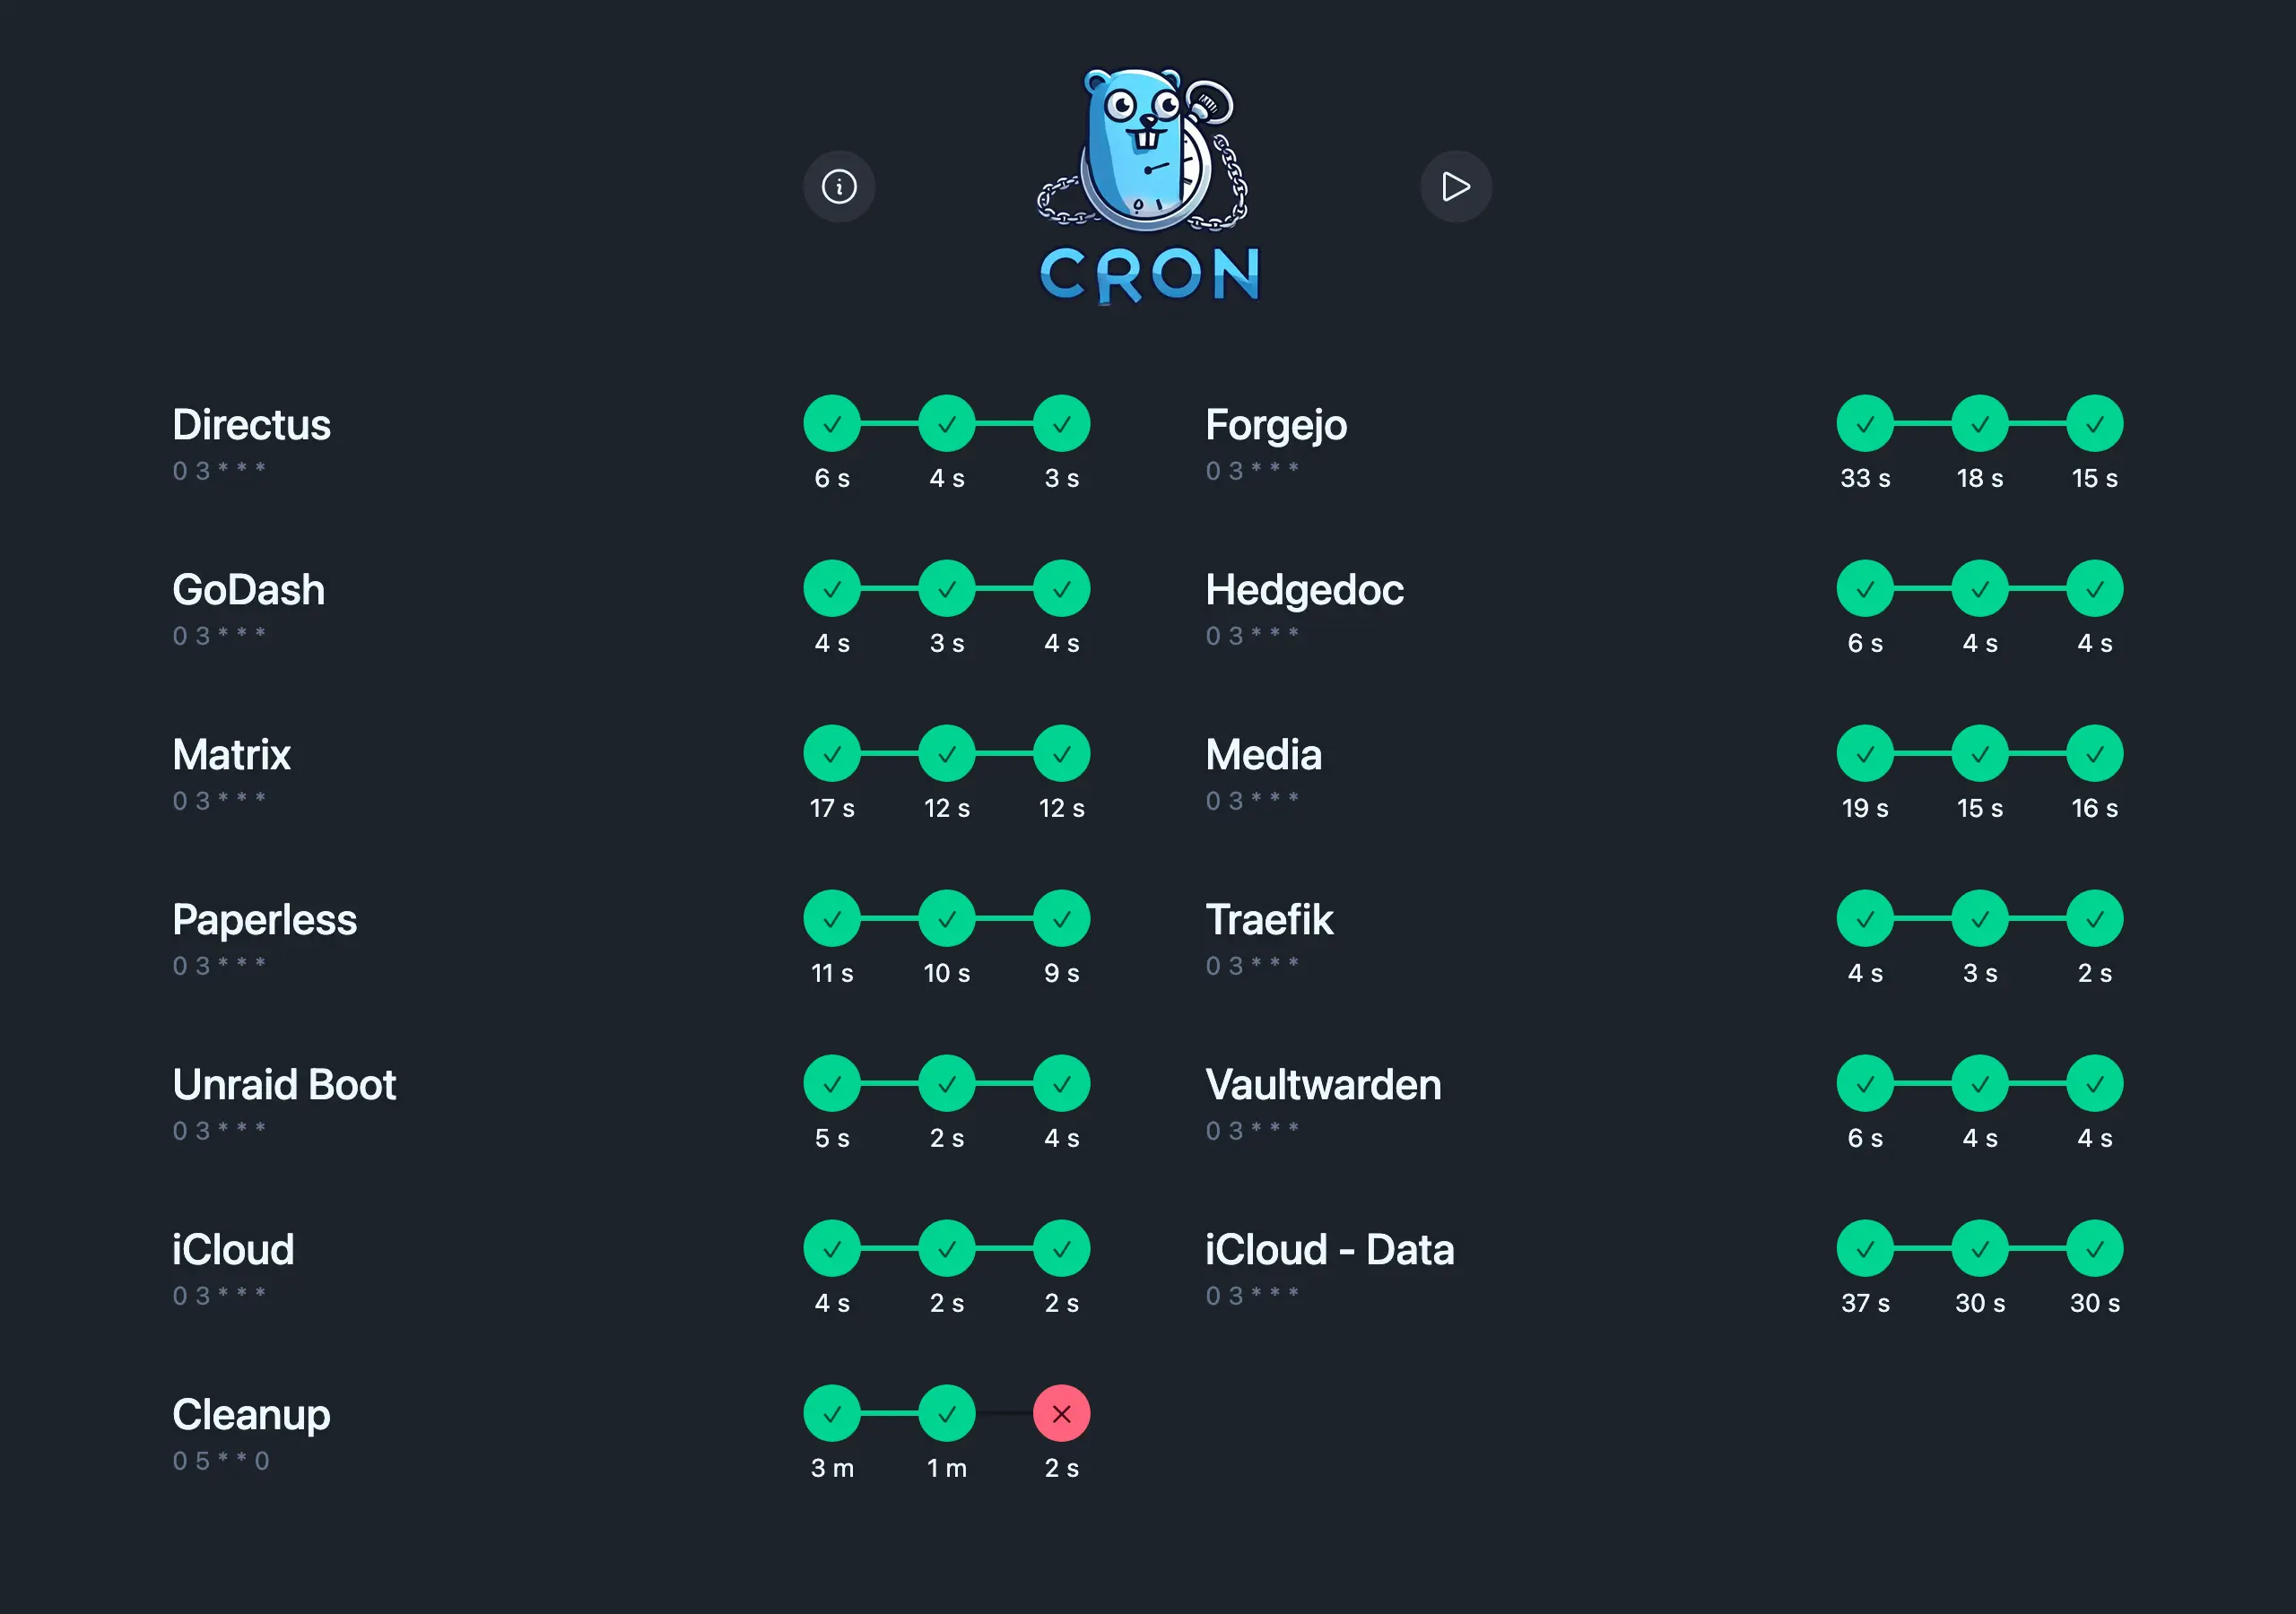 CRON
Directus
0 3 * * *
6 s 4 s 3 s
Forgejo
0 3 * * *
33 s 18 s 15 s
GoDash
0 3 * * *
4 s 3 s 4 s
Hedgedoc
0 3 * * *
6 s 4 s 4 s
Matrix
0 3 * * *
17 s 12 s 12 s
Media
0 3 * * *
19 s 15 s 16 s
Paperless
0 3 * * *
11 s 10 s 9 s
Traefik
0 3 * * *
4 s 3 s 2 s
Unraid Boot
0 3 * * *
5 s 2 s 4 s
Vaultwarden
0 3 * * *
6 s 4 s 4 s
iCloud
0 3 * * *
4 s 2 s 2 s
iCloud - Data
0 3 * * *
37 s 30 s 30 s
Cleanup
0 5 * * 0
3 m 1 m 2 s